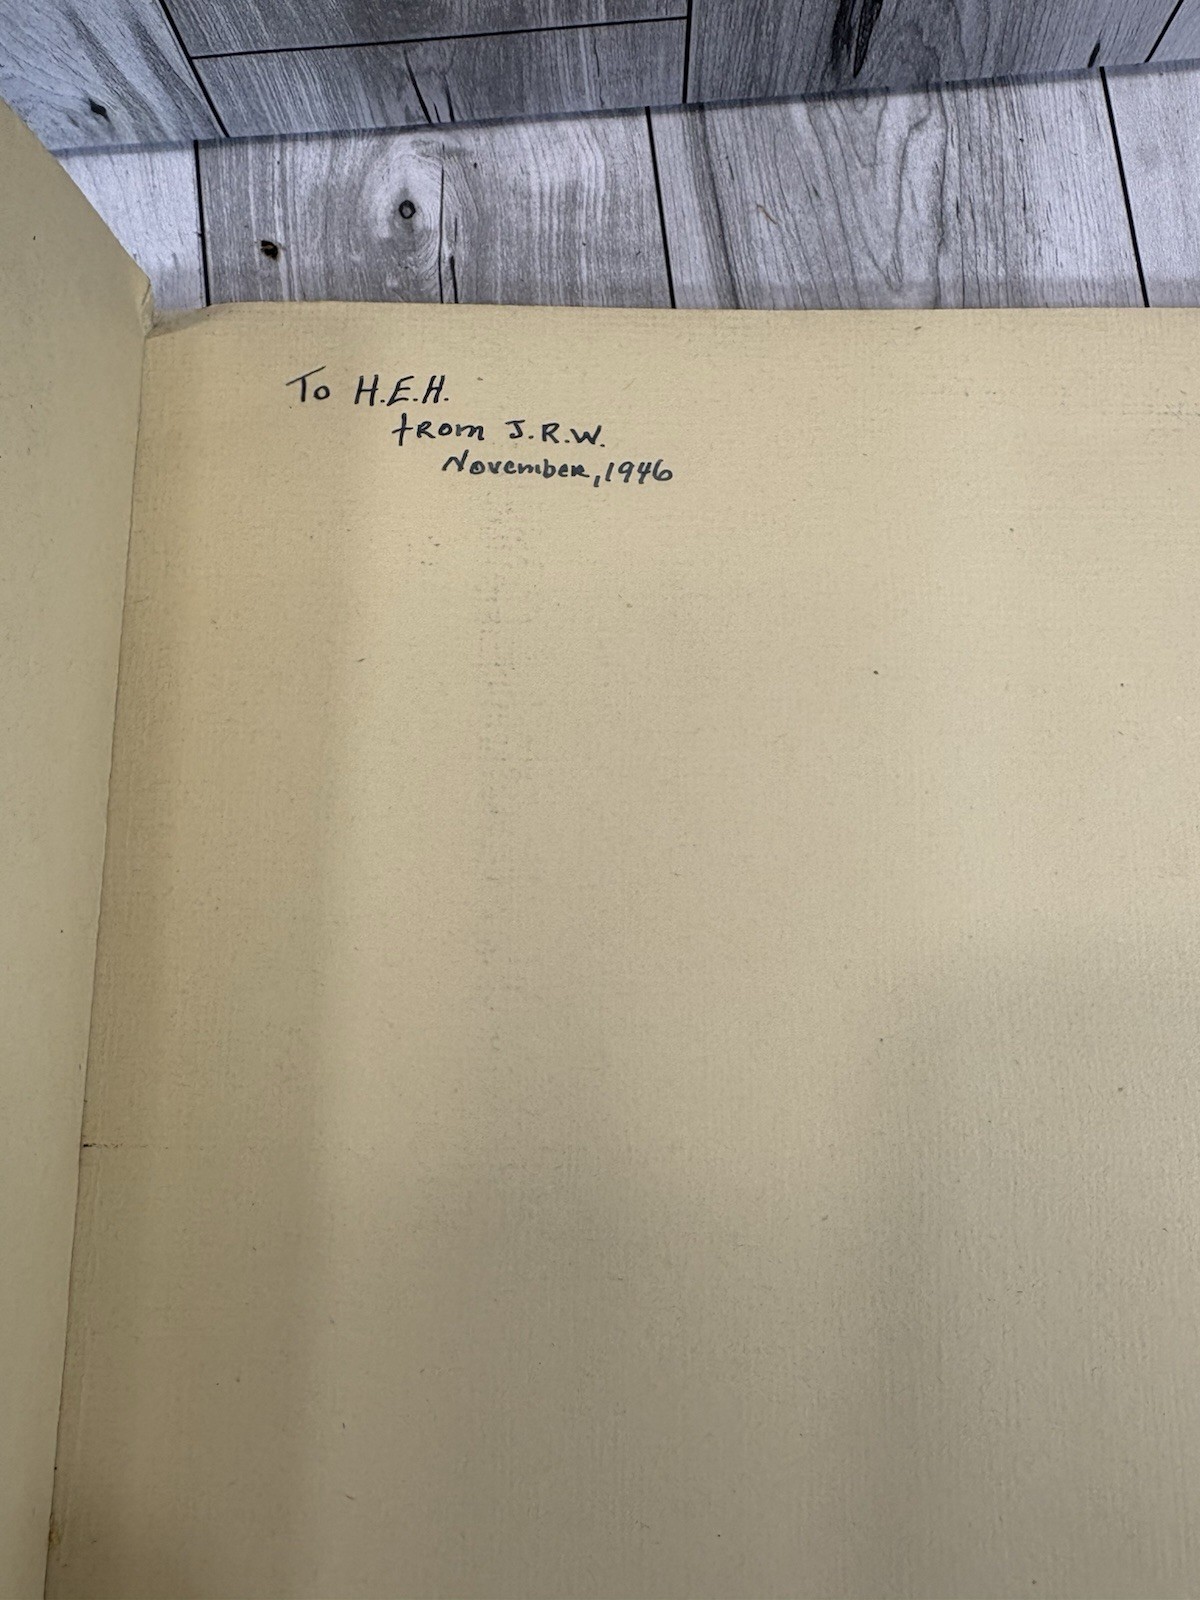 To H.E.H.
from J.R.W.
November, 1946